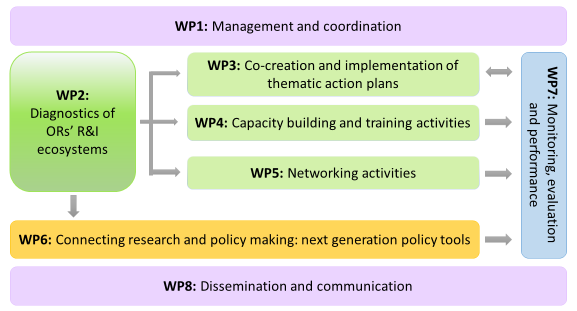 WP1: Management and coordination
WP2:
Diagnostics of
ORs' R&I
ecosystems
WP3: Co-creation and implementation of
thematic action plans
WP4: Capacity building and training activities
WP5: Networking activities
WP7: Monitoring, evaluation
and performance
WP6: Connecting research and policy making: next generation policy tools
WP8: Dissemination and communication